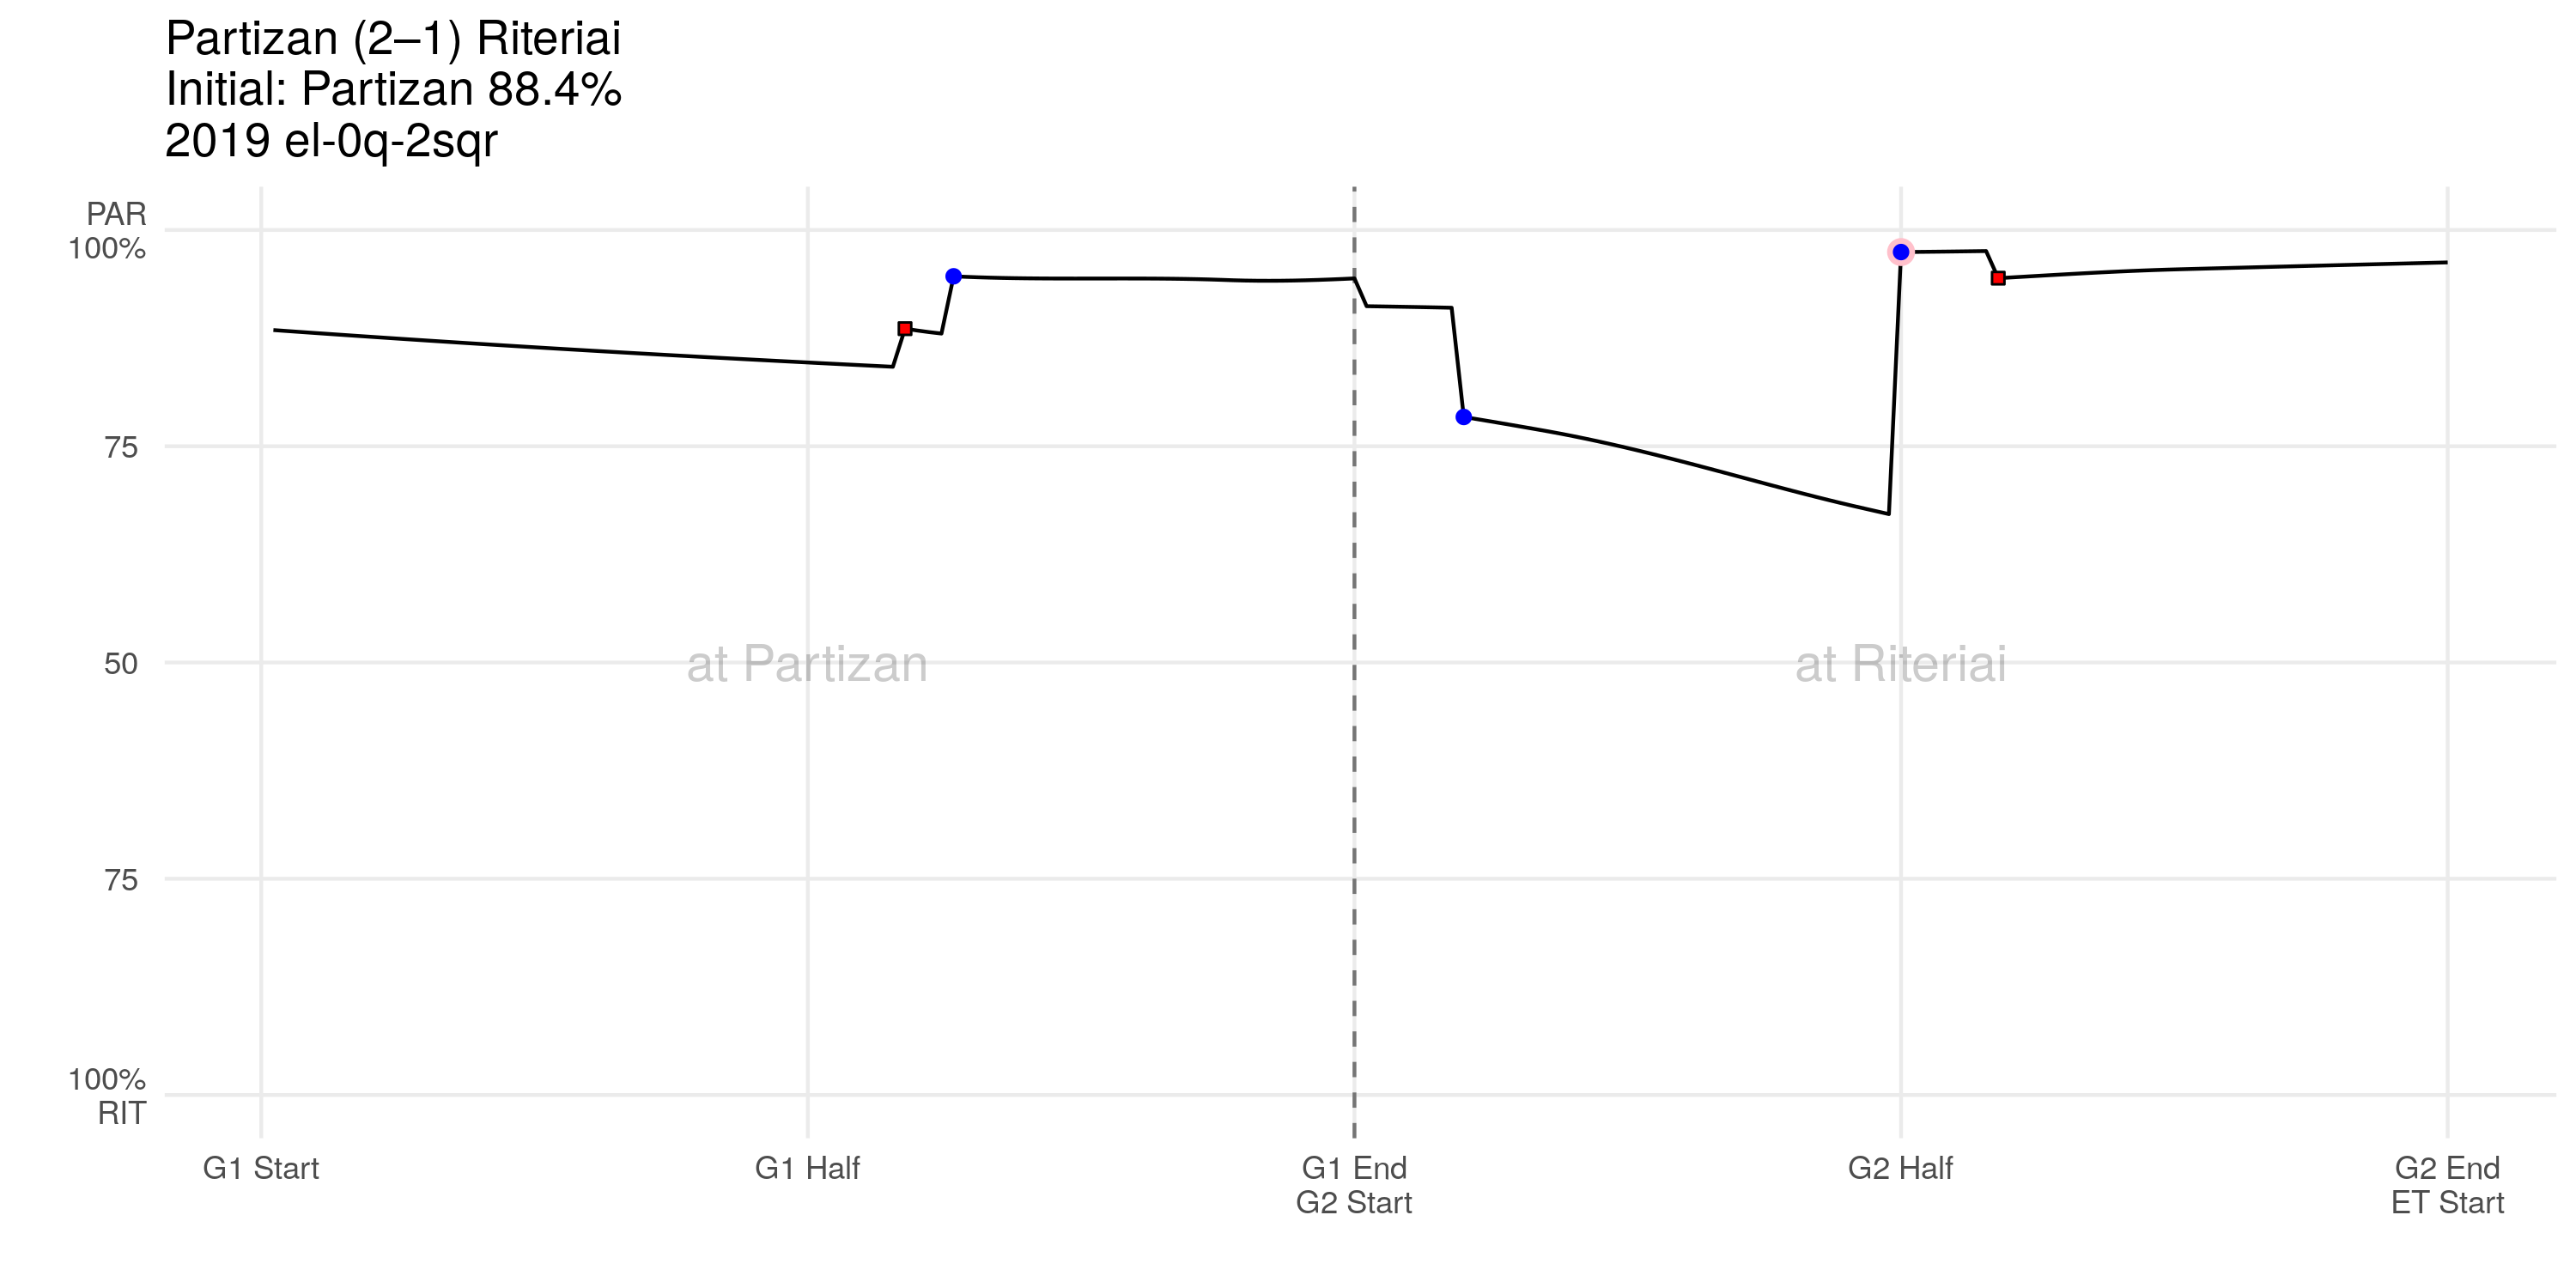 Partizan (2–1) Riteriai
Initial: Partizan 88.4%
2019 el-0q-2sqr
PAR
100%
75
50
75
100%
RIT
at Partizan
at Riteriai
G1 Start
G1 Half
G1 End
G2 Start
G2 Half
G2 End
ET Start